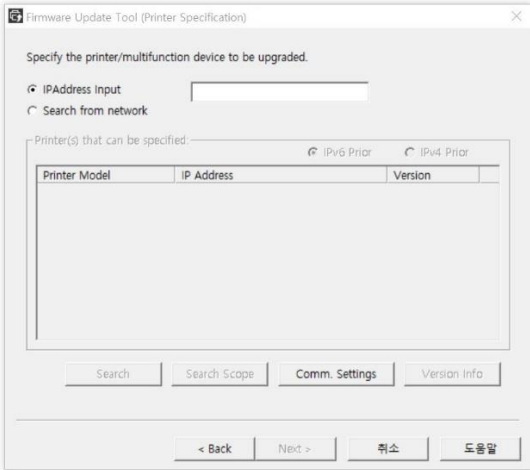 Firmware Update Tool (Printer Specification)
Specify the printer/multifunction device to be upgraded.
IPAddress Input
Search from network
Printer(s) that can be specified
IPv6 Prior IPv4 Prior
Printer Model IP Address Version
Search Search Scope Comm. Settings Version Info
< Back Next > 취소 도움말